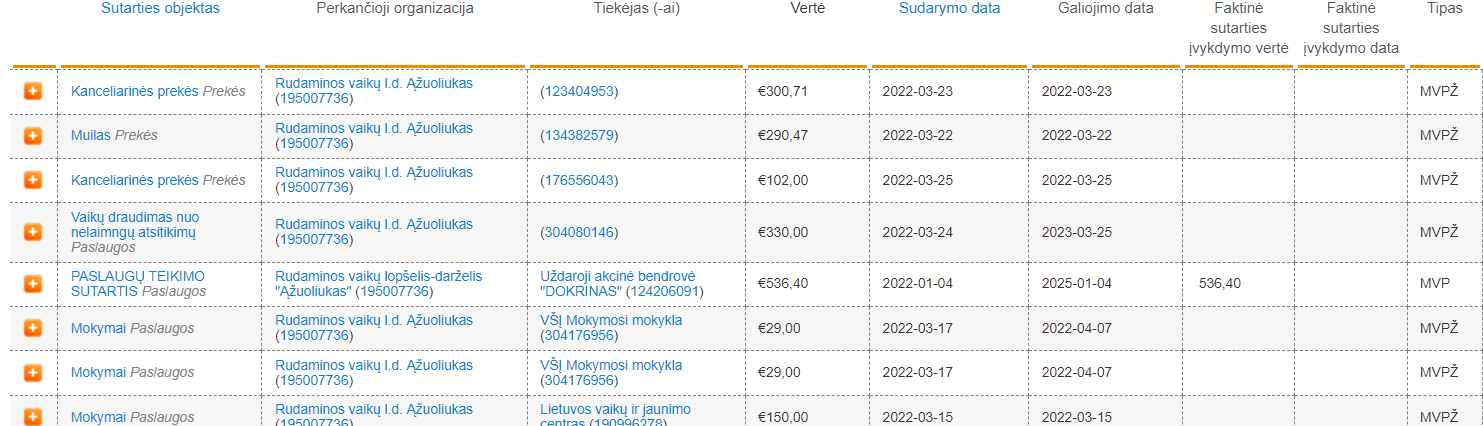 Sutarties objektas Perkančioji organizacija Tiekėjas (-ai) Vertė Sudarymo data Galiojimo data Faktinė sutarties įvykdymo vertė Faktinė sutarties įvykdymo data Tipas
Kanceliarinės prekės Prekės Rudaminos vaikų l.d. Ąžuoliukas (195007736) (123404953) €300,71 2022-03-23 2022-03-23 MVPŽ
Muilas Prekės Rudaminos vaikų l.d. Ąžuoliukas (195007736) (134382579) €290,47 2022-03-22 2022-03-22 MVPŽ
Kanceliarinės prekės Prekės Rudaminos vaikų l.d. Ąžuoliukas (195007736) (176556043) €102,00 2022-03-25 2022-03-25 MVPŽ
Vaikų draudimas nuo nelaimngų atsitikimų Paslaugos Rudaminos vaikų l.d. Ąžuoliukas (195007736) (304080146) €330,00 2022-03-24 2023-03-25 MVPŽ
PASLAUGŲ TEIKIMO SUTARTIS Paslaugos Rudaminos vaikų lopšelis-darželis "Ąžuoliukas" (195007736) Uždaroji akcinė bendrovė "DOKRINAS" (124206091) €536,40 2022-01-04 2025-01-04 536,40 MVP
Mokymai Paslaugos Rudaminos vaikų l.d. Ąžuoliukas (195007736) VŠĮ Mokymosi mokykla (304176956) €29,00 2022-03-17 2022-04-07 MVPŽ
Mokymai Paslaugos Rudaminos vaikų l.d. Ąžuoliukas (195007736) VŠĮ Mokymosi mokykla (304176956) €29,00 2022-03-17 2022-04-07 MVPŽ
Mokymai Paslaugos Rudaminos vaikų l.d. Ąžuoliukas (195007736) Lietuvos vaikų ir jaunimo centras (190996278) €150,00 2022-03-15 2022-03-15 MVPŽ